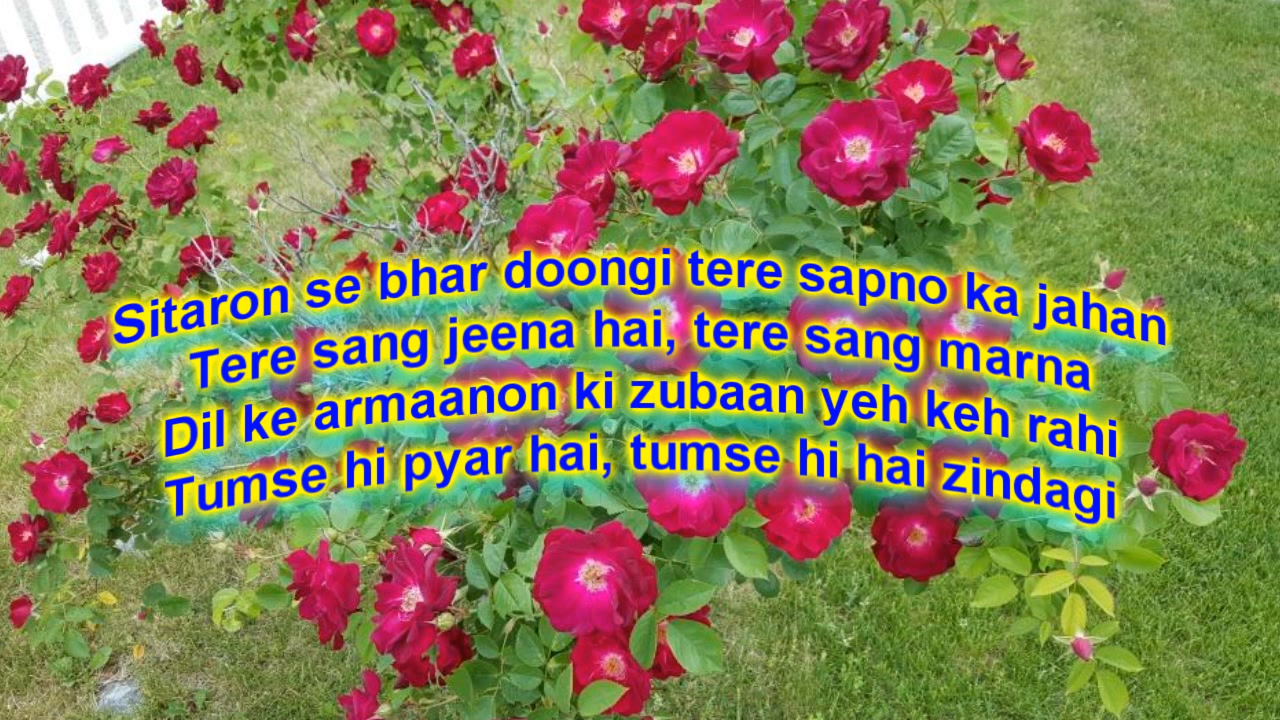 Sitaron se bhar doongi tere sapno ka jahan
Tere sang jeena hai, tere sang marna
Dil ke armaanon ki zubaan yeh keh rahi
Tumse hi pyar hai, tumse hi hai zindagi